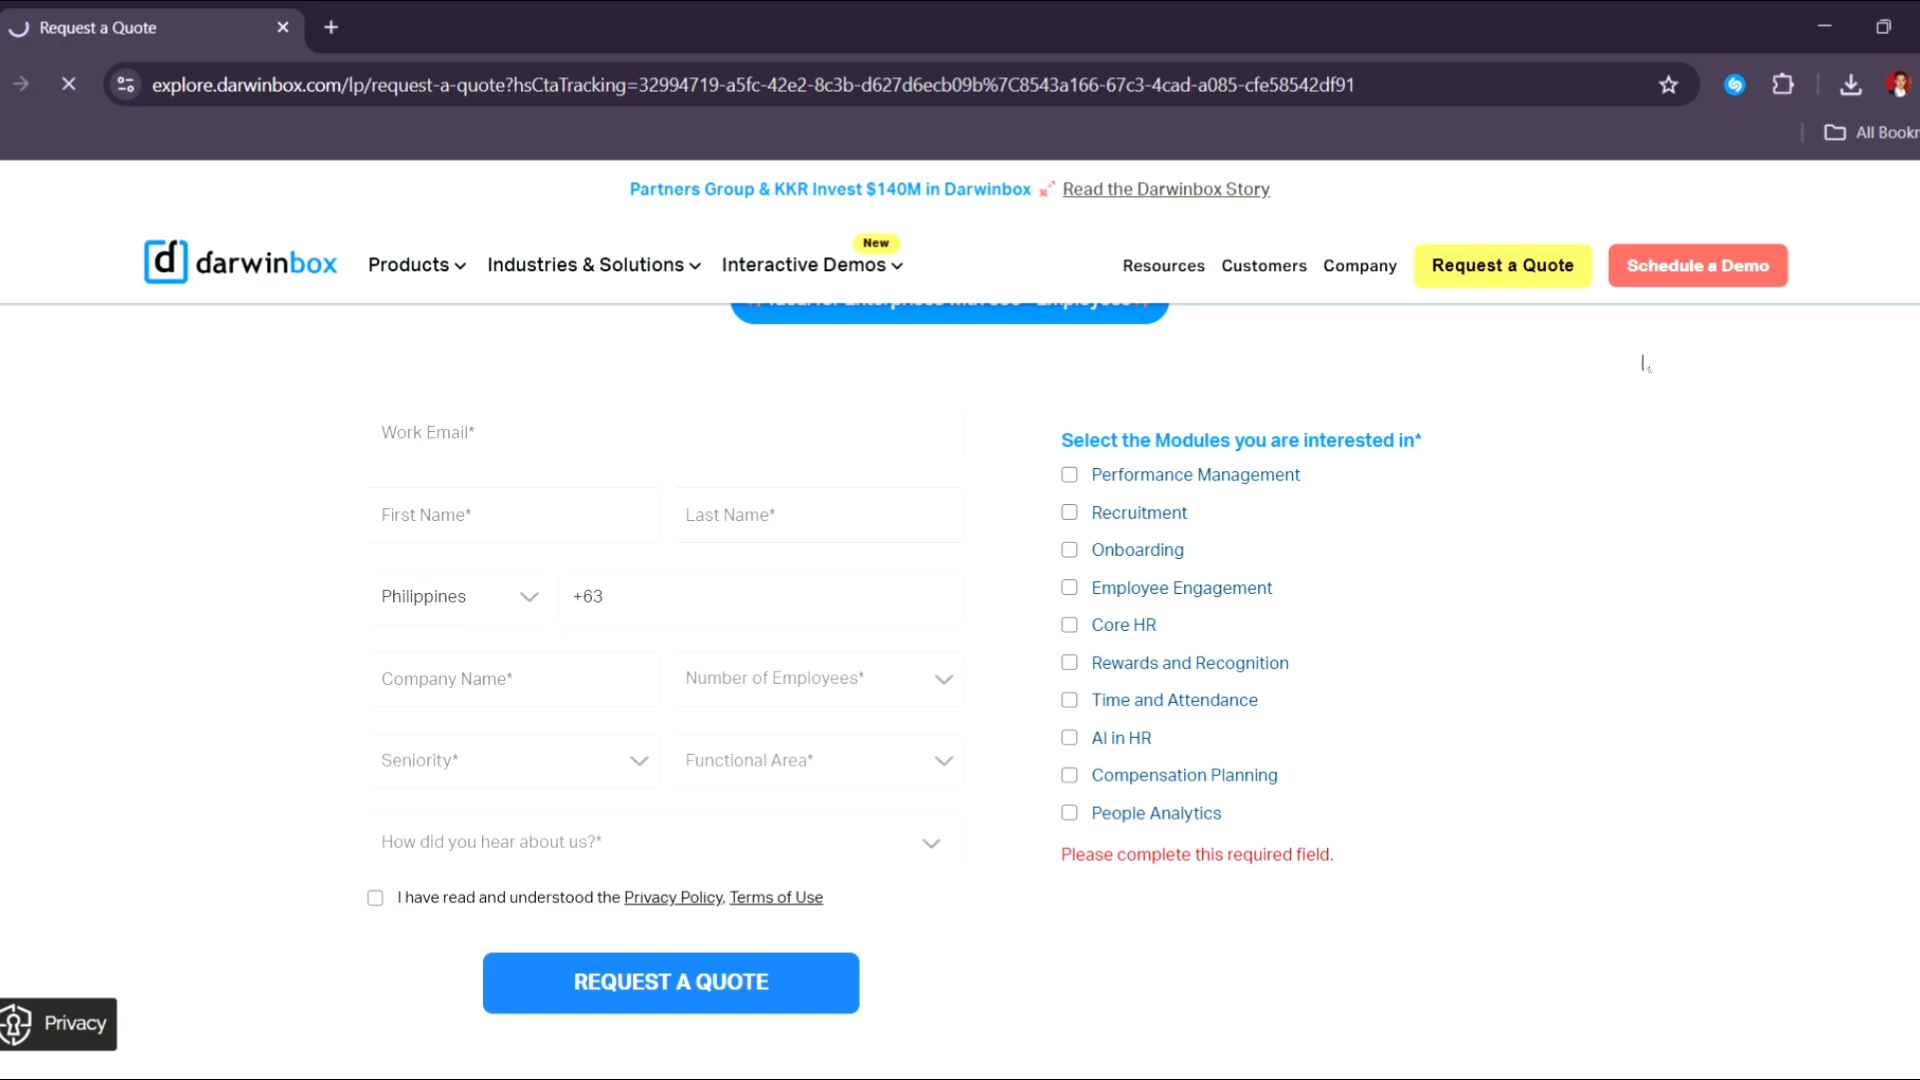 Request a Quote
explore.darwinbox.com/lp/request-a-quote?hsCtaTracking=32994719-a5fc-42e2-8c3b-d627d6ecb09b%7C8543a166-67c3-4cad-a085-cfe58542df91
All Bookr
Partners Group & KKR Invest $140M in Darwinbox Read the Darwinbox Story
darwinbox Products Industries & Solutions Interactive Demos New Resources Customers Company Request a Quote Schedule a Demo
Work Email*
First Name* Last Name*
Philippines +63
Company Name* Number of Employees*
Seniority* Functional Area*
How did you hear about us?*
I have read and understood the Privacy Policy, Terms of Use
REQUEST A QUOTE
Select the Modules you are interested in*
Performance Management
Recruitment
Onboarding
Employee Engagement
Core HR
Rewards and Recognition
Time and Attendance
AI in HR
Compensation Planning
People Analytics
Please complete this required field.
Privacy